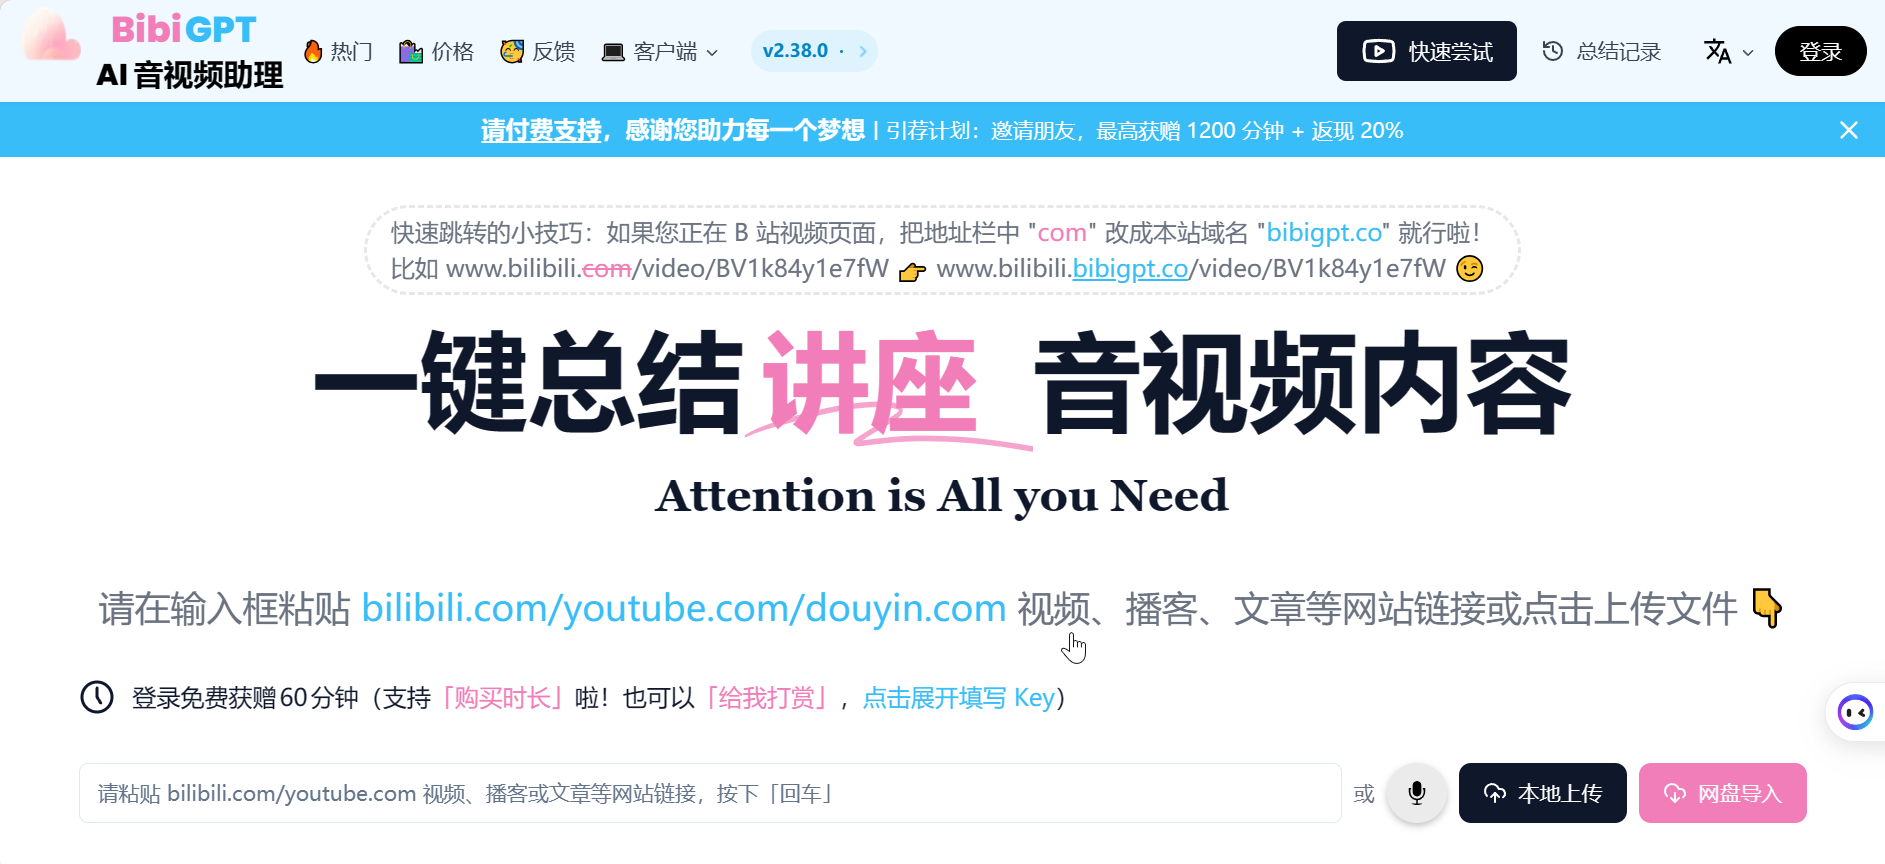 BibiGPT
AI 音视频助理
🔥 热门
🛍️ 价格
🥳 反馈
💻 客户端
v2.38.0 ·
快速尝试
总结记录
登录
请付费支持，感谢您助力每一个梦想 | 引荐计划：邀请朋友，最高获赠 1200 分钟 + 返现 20%
快速跳转的小技巧：如果您正在 B 站视频页面，把地址栏中 "com" 改成本站域名 "bibigpt.co" 就行啦！
比如 www.bilibili.com/video/BV1k84y1e7fW 👉 www.bilibili.bibigpt.co/video/BV1k84y1e7fW 😉
一键总结 讲座 音视频内容
Attention is All you Need
请在输入框粘贴 bilibili.com/youtube.com/douyin.com 视频、播客、文章等网站链接或点击上传文件 👇
登录免费获赠60分钟（支持「购买时长」啦！也可以「给我打赏」，点击展开填写 Key）
请粘贴 bilibili.com/youtube.com 视频、播客或文章等网站链接，按下「回车」
或
本地上传
网盘导入